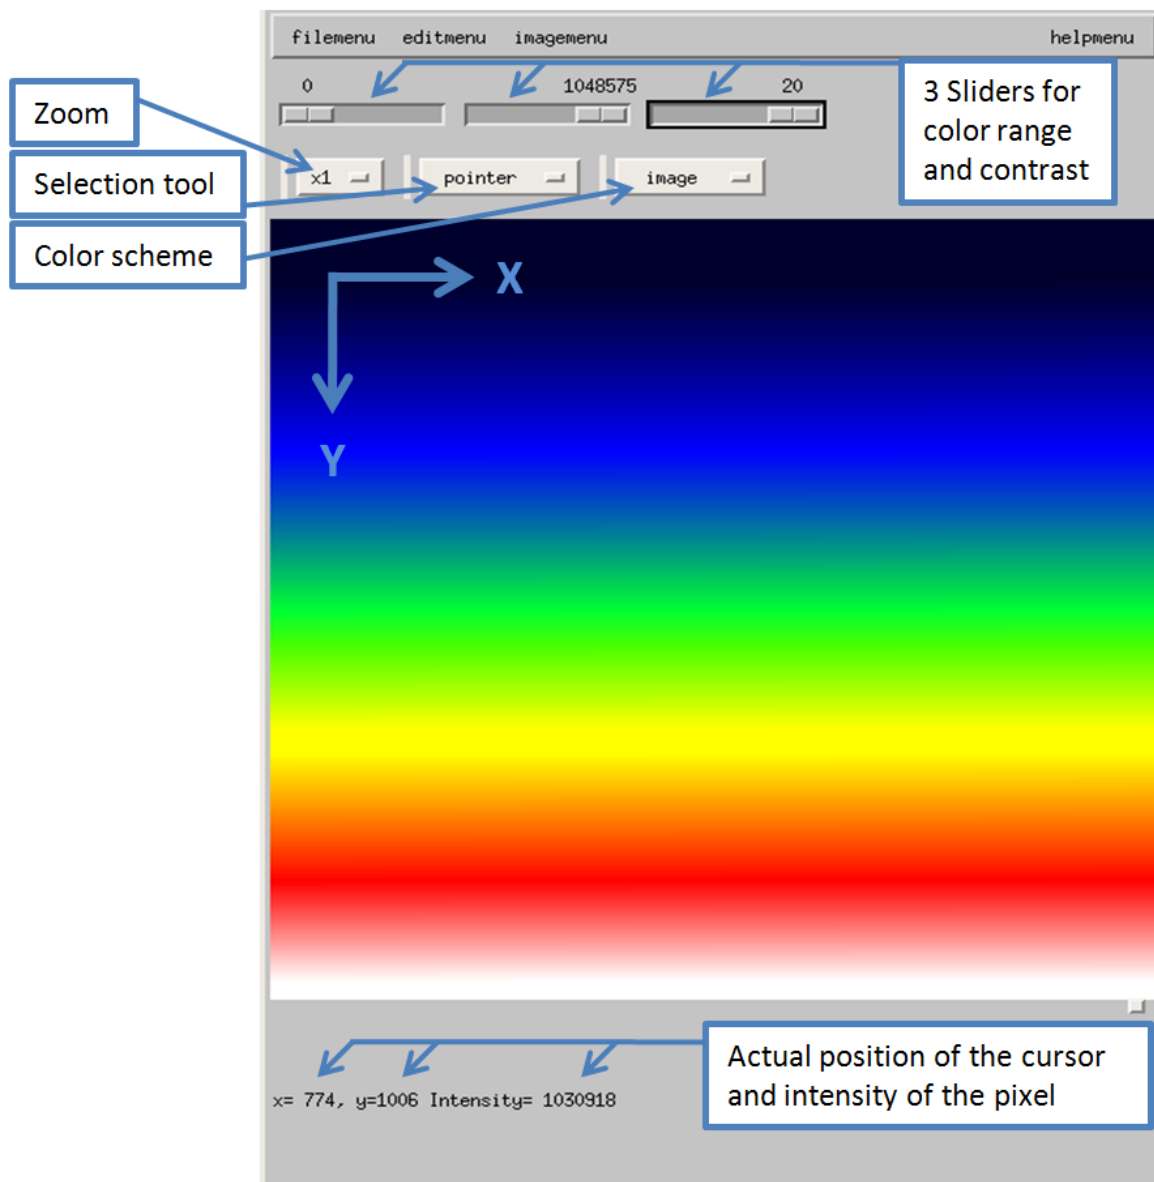 filemenu editmenu imagemenu helpmenu
0 1048575 20
3 Sliders for
color range
and contrast
Zoom
Selection tool
Color scheme
x1 pointer image
X
Y
Actual position of the cursor
and intensity of the pixel
x= 774, y=1006 Intensity= 1030918